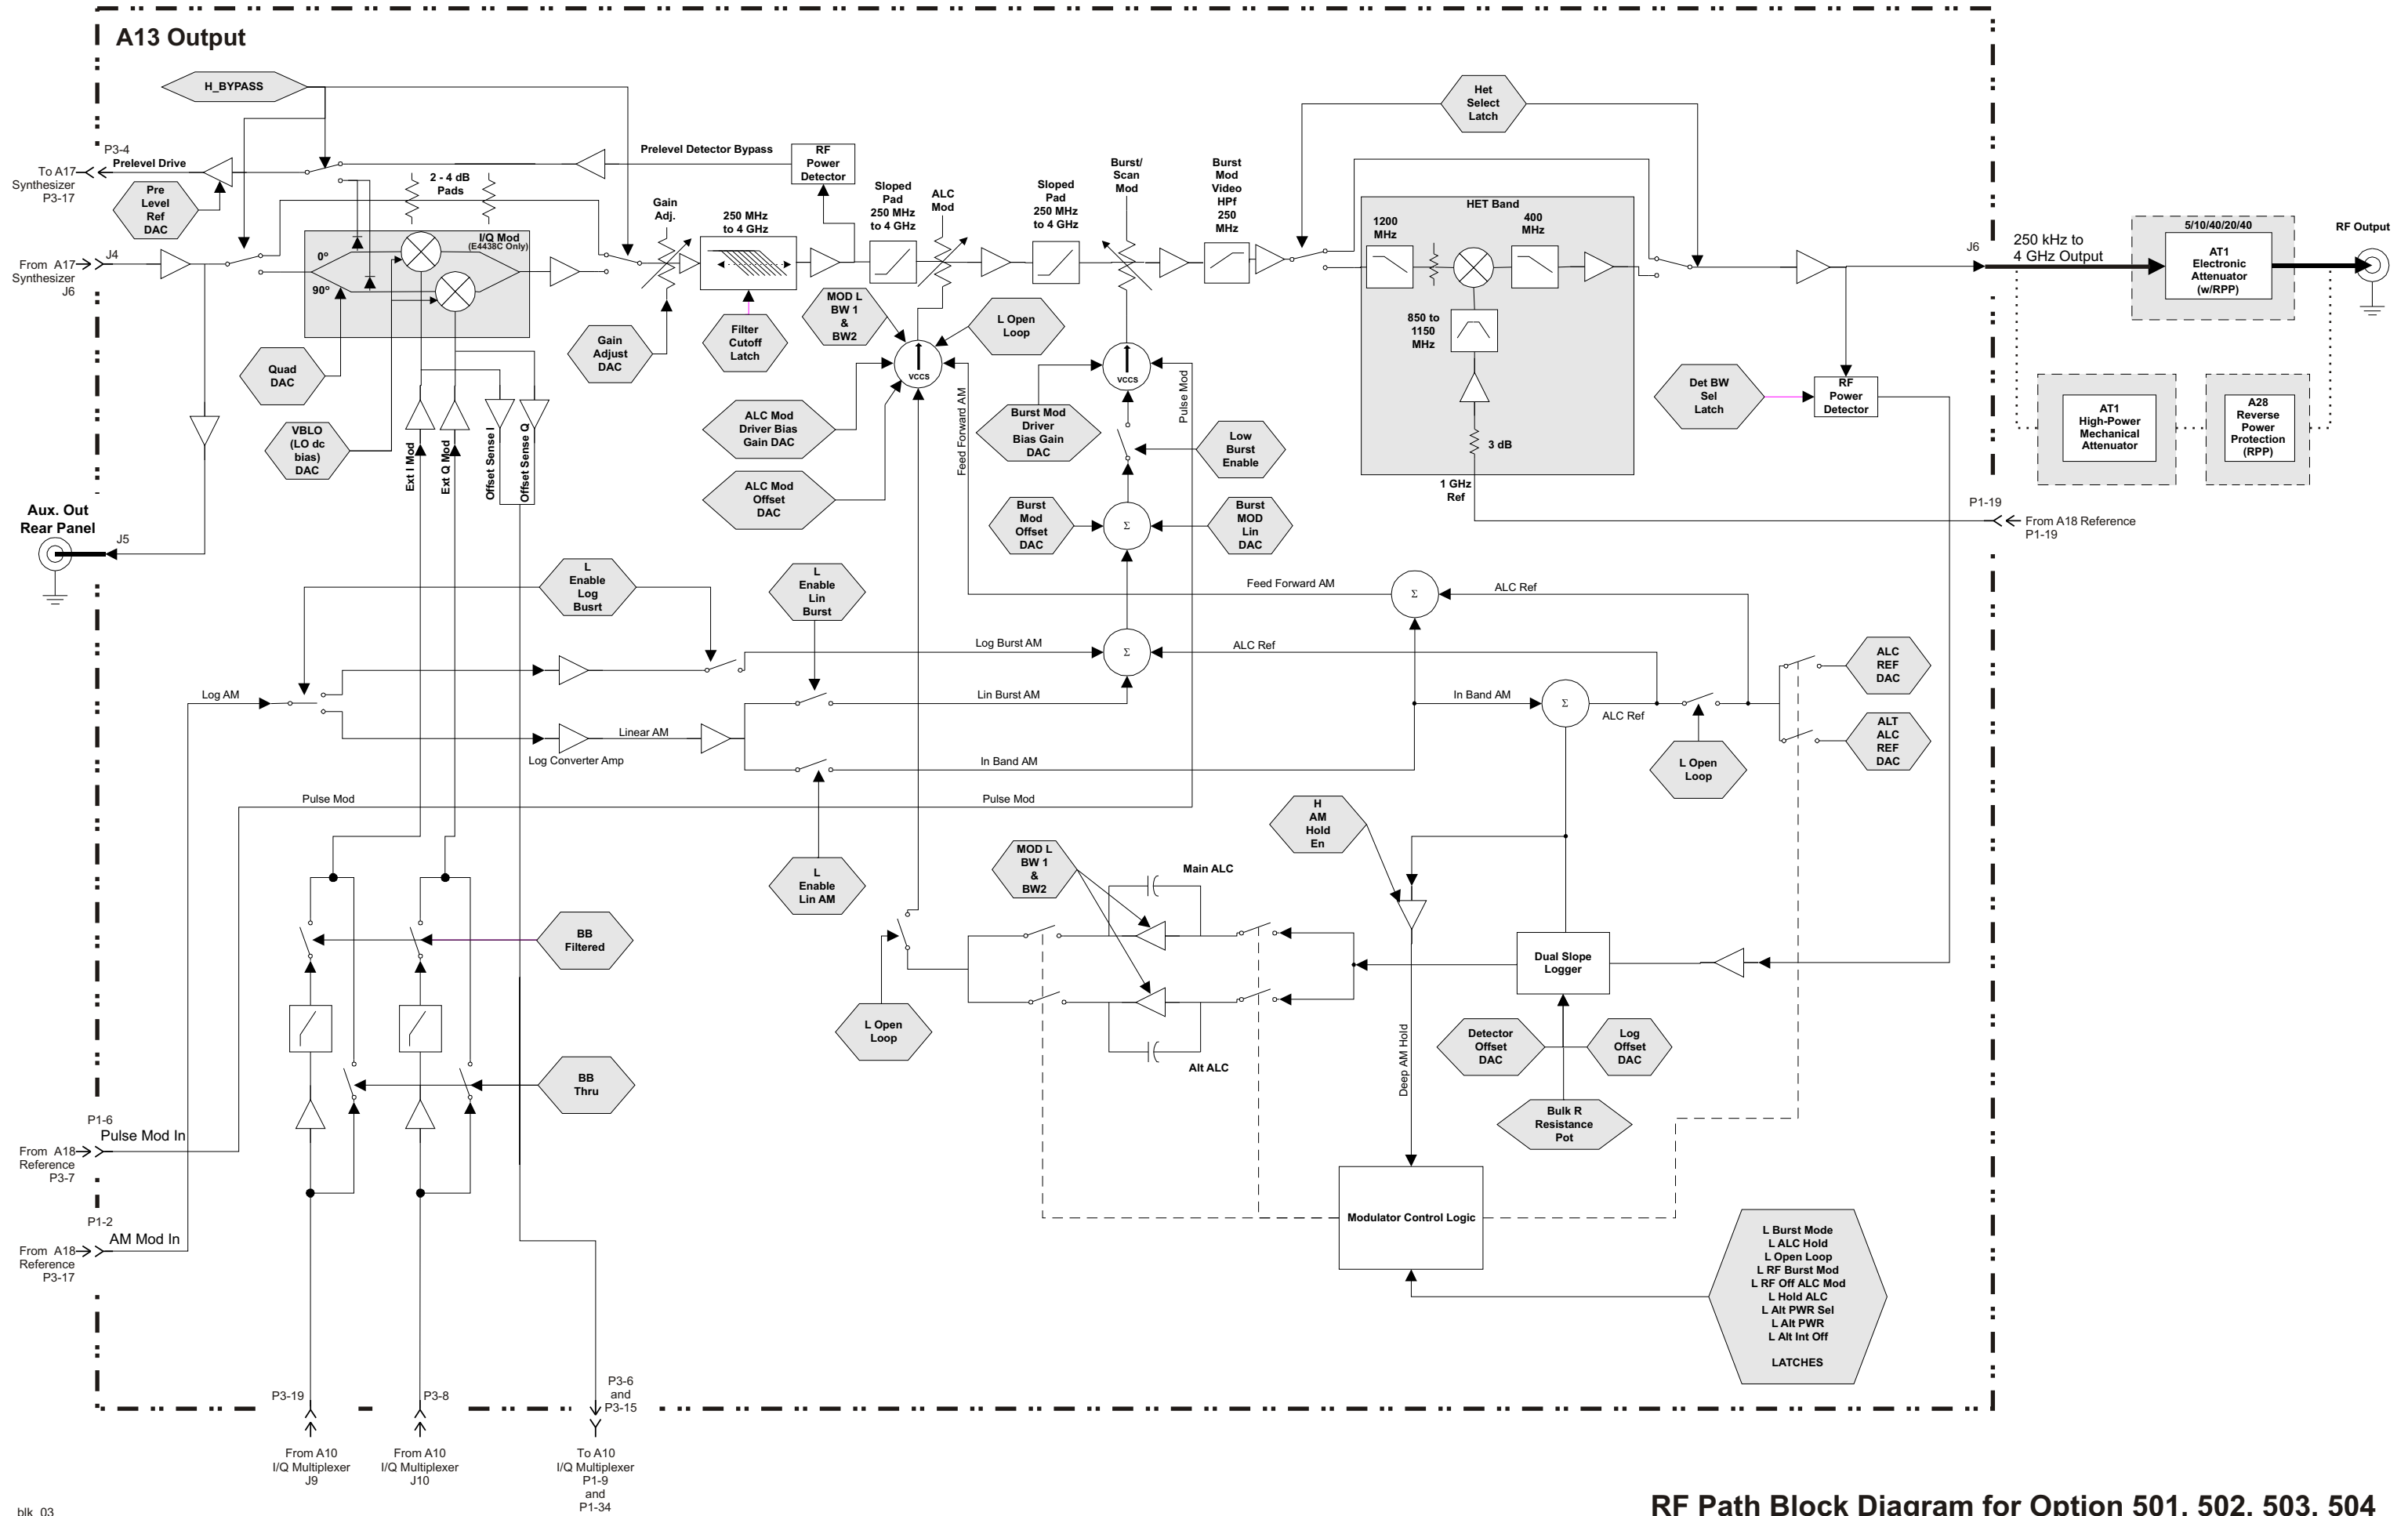 A13 Output
H_BYPASS
P3-4
Prelevel Drive
To A17
Synthesizer
P3-17
Pre
Level
Ref
DAC
2 - 4 dB
Pads
Prelevel Detector Bypass
RF
Power
Detector
Gain
Adj.
250 MHz
to 4 GHz
Sloped
Pad
250 MHz
to 4 GHz
ALC
Mod
Sloped
Pad
250 MHz
to 4 GHz
Burst/
Scan
Mod
Burst
Mod
Video
HPf
250
MHz
Het
Select
Latch
HET Band
1200
MHz
400
MHz
850 to
1150
MHz
3 dB
1 GHz
Ref
J6
250 kHz to
4 GHz Output
5/10/40/20/40
AT1
Electronic
Attenuator
(w/RPP)
RF Output
AT1
High-Power
Mechanical
Attenuator
A28
Reverse
Power
Protection
(RPP)
J4
From A17
Synthesizer
J6
I/Q Mod
(E4438C Only)
0º
90º
Quad
DAC
VBLO
(LO dc
bias)
DAC
Ext I Mod
Ext Q Mod
Offset Sense I
Offset Sense Q
Gain
Adjust
DAC
Filter
Cutoff
Latch
MOD L
BW 1
&
BW2
L Open
Loop
VCCS
VCCS
ALC Mod
Driver Bias
Gain DAC
ALC Mod
Offset
DAC
Feed Forward AM
Burst Mod
Driver
Bias Gain
DAC
Pulse Mod
Low
Burst
Enable
Burst
Mod
Offset
DAC
Σ
Burst
MOD
Lin
DAC
Det BW
Sel
Latch
RF
Power
Detector
P1-19
From A18 Reference
P1-19
Aux. Out
Rear Panel
J5
L
Enable
Log
Busrt
L
Enable
Lin
Burst
Feed Forward AM
Σ
ALC Ref
Log Burst AM
Σ
ALC Ref
Log AM
Lin Burst AM
In Band AM
Σ
ALC Ref
ALC
REF
DAC
ALT
ALC
REF
DAC
L Open
Loop
Linear AM
Log Converter Amp
In Band AM
Pulse Mod
Pulse Mod
L
Enable
Lin AM
H
AM
Hold
En
MOD L
BW 1
&
BW2
Main ALC
Alt ALC
BB
Filtered
L Open
Loop
Dual Slope
Logger
Detector
Offset
DAC
Log
Offset
DAC
Deep AM Hold
Bulk R
Resistance
Pot
BB
Thru
P1-6
Pulse Mod In
From A18
Reference
P3-7
P1-2
AM Mod In
From A18
Reference
P3-17
Modulator Control Logic
L Burst Mode
L ALC Hold
L Open Loop
L RF Burst Mod
L RF Off ALC Mod
L Hold ALC
L Alt PWR Sel
L Alt PWR
L Alt Int Off
LATCHES
P3-19
P3-8
P3-6
and
P3-15
From A10
I/Q Multiplexer
J9
From A10
I/Q Multiplexer
J10
To A10
I/Q Multiplexer
P1-9
and
P1-34
blk_03
RF Path Block Diagram for Option 501, 502, 503, 504